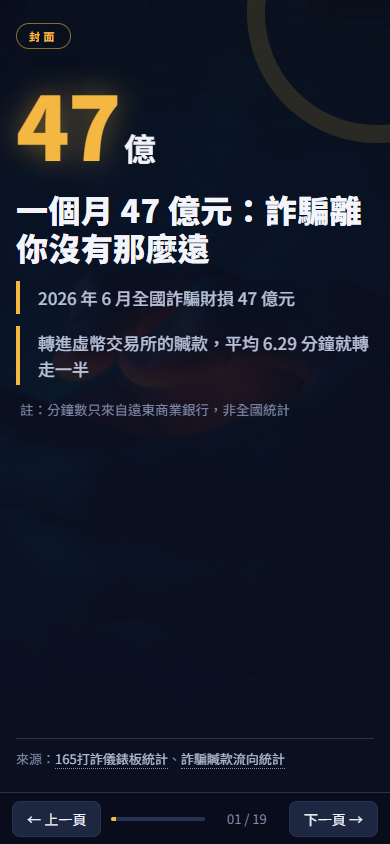 封面
47億
一個月 47 億元：詐騙離
你沒有那麼遠
2026 年 6 月全國詐騙財損 47 億元
轉進虛幣交易所的贓款，平均 6.29 分鐘就轉
走一半
註：分鐘數只來自遠東商業銀行，非全國統計
來源：165打詐儀錶板統計、詐騙贓款流向統計
← 上一頁
01 / 19
下一頁 →